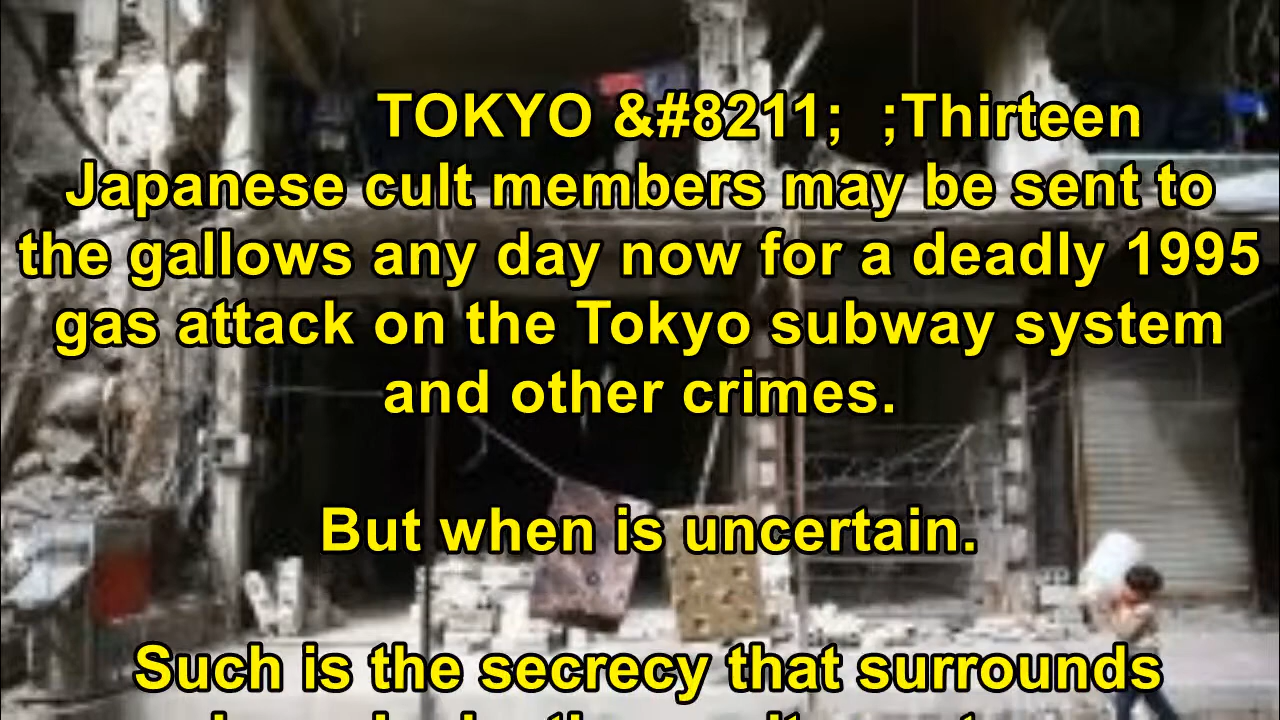 TOKYO &#8211;  ;Thirteen
Japanese cult members may be sent to
the gallows any day now for a deadly 1995
gas attack on the Tokyo subway system
and other crimes.
But when is uncertain.
Such is the secrecy that surrounds